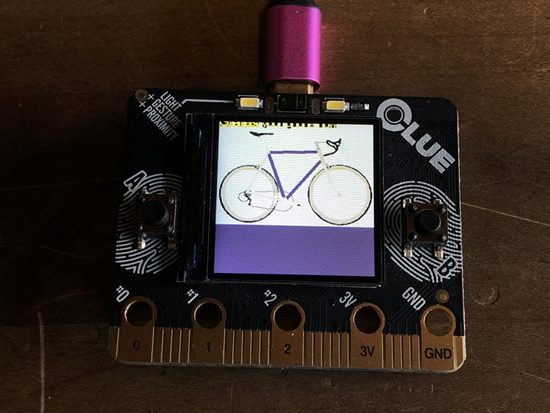 LIGHT
+ GESTURE
+ PROXIMITY
CLUE
A
B
#0
#1
#2
3V
GND
0
1
2
3V
GND